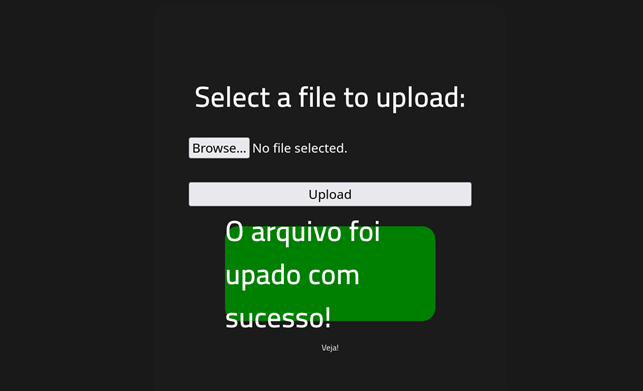 Select a file to upload:
Browse... No file selected.
Upload
O arquivo foi
upado com
sucesso!
Veja!